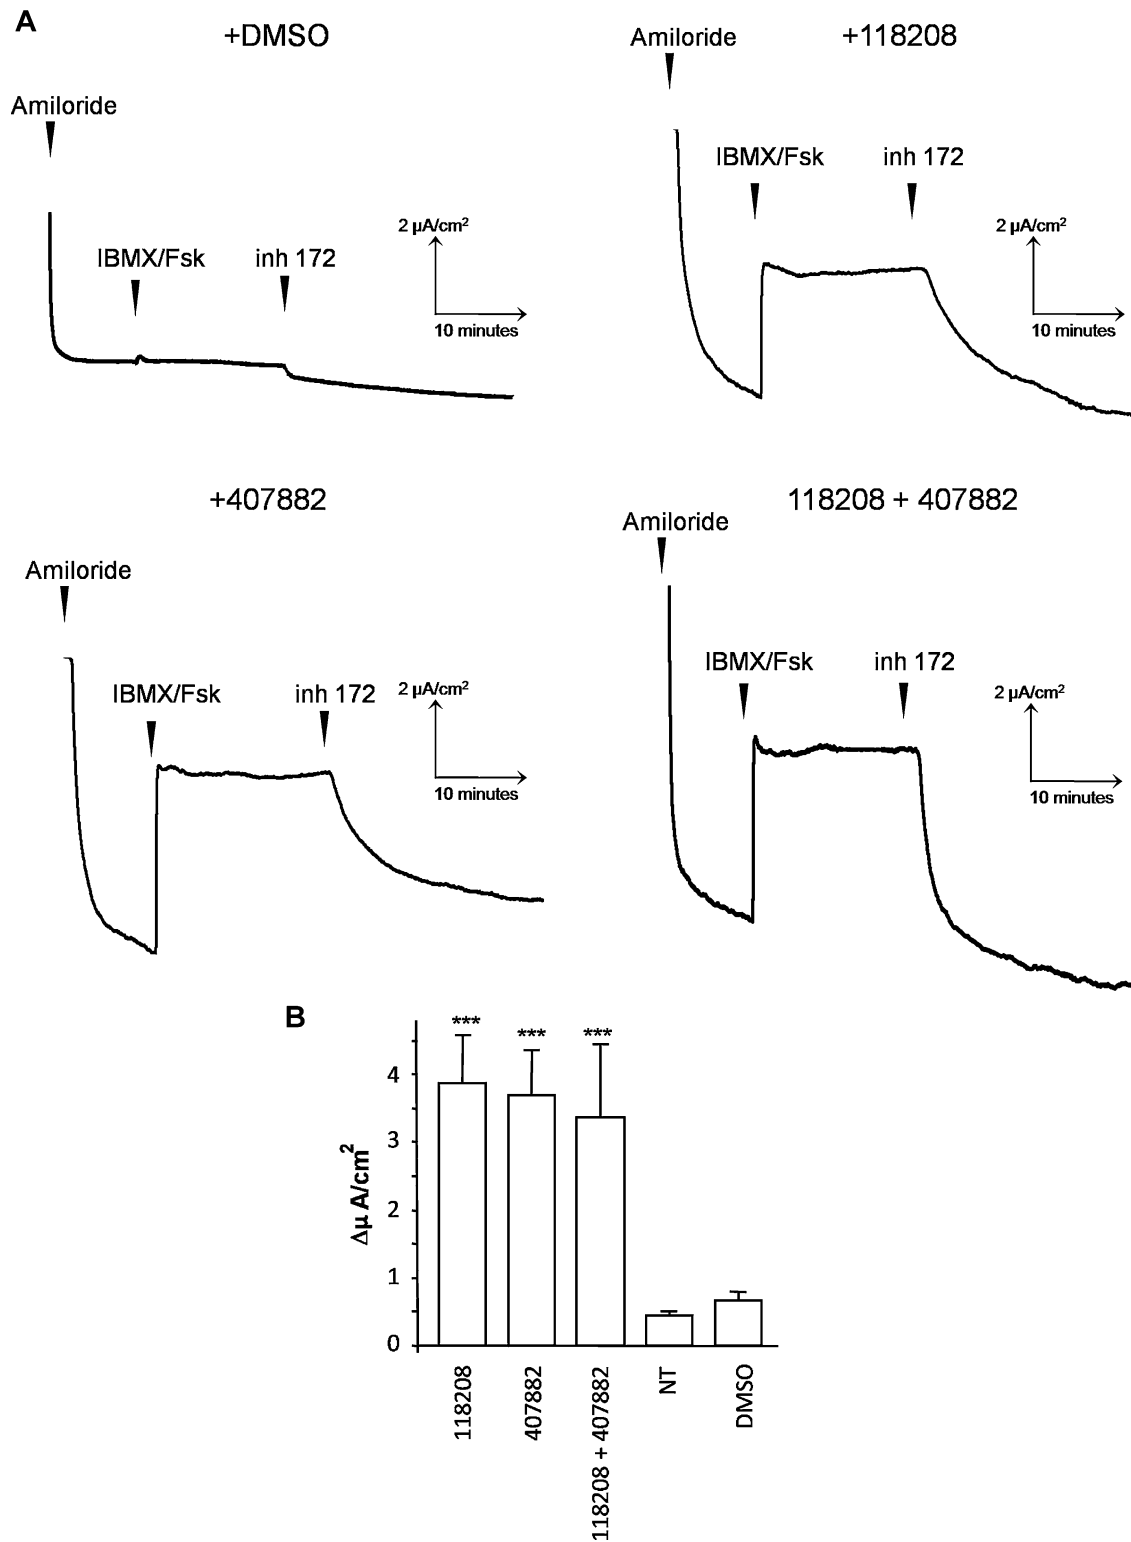 A
+DMSO
Amiloride
IBMX/Fsk
inh 172
2 µA/cm²
10 minutes
+118208
Amiloride
IBMX/Fsk
inh 172
2 µA/cm²
10 minutes
+407882
Amiloride
IBMX/Fsk
inh 172
2 µA/cm²
10 minutes
118208 + 407882
Amiloride
IBMX/Fsk
inh 172
2 µA/cm²
10 minutes
B
***
***
***
Δµ A/cm²
4
3
2
1
0
118208
407882
118208 + 407882
NT
DMSO